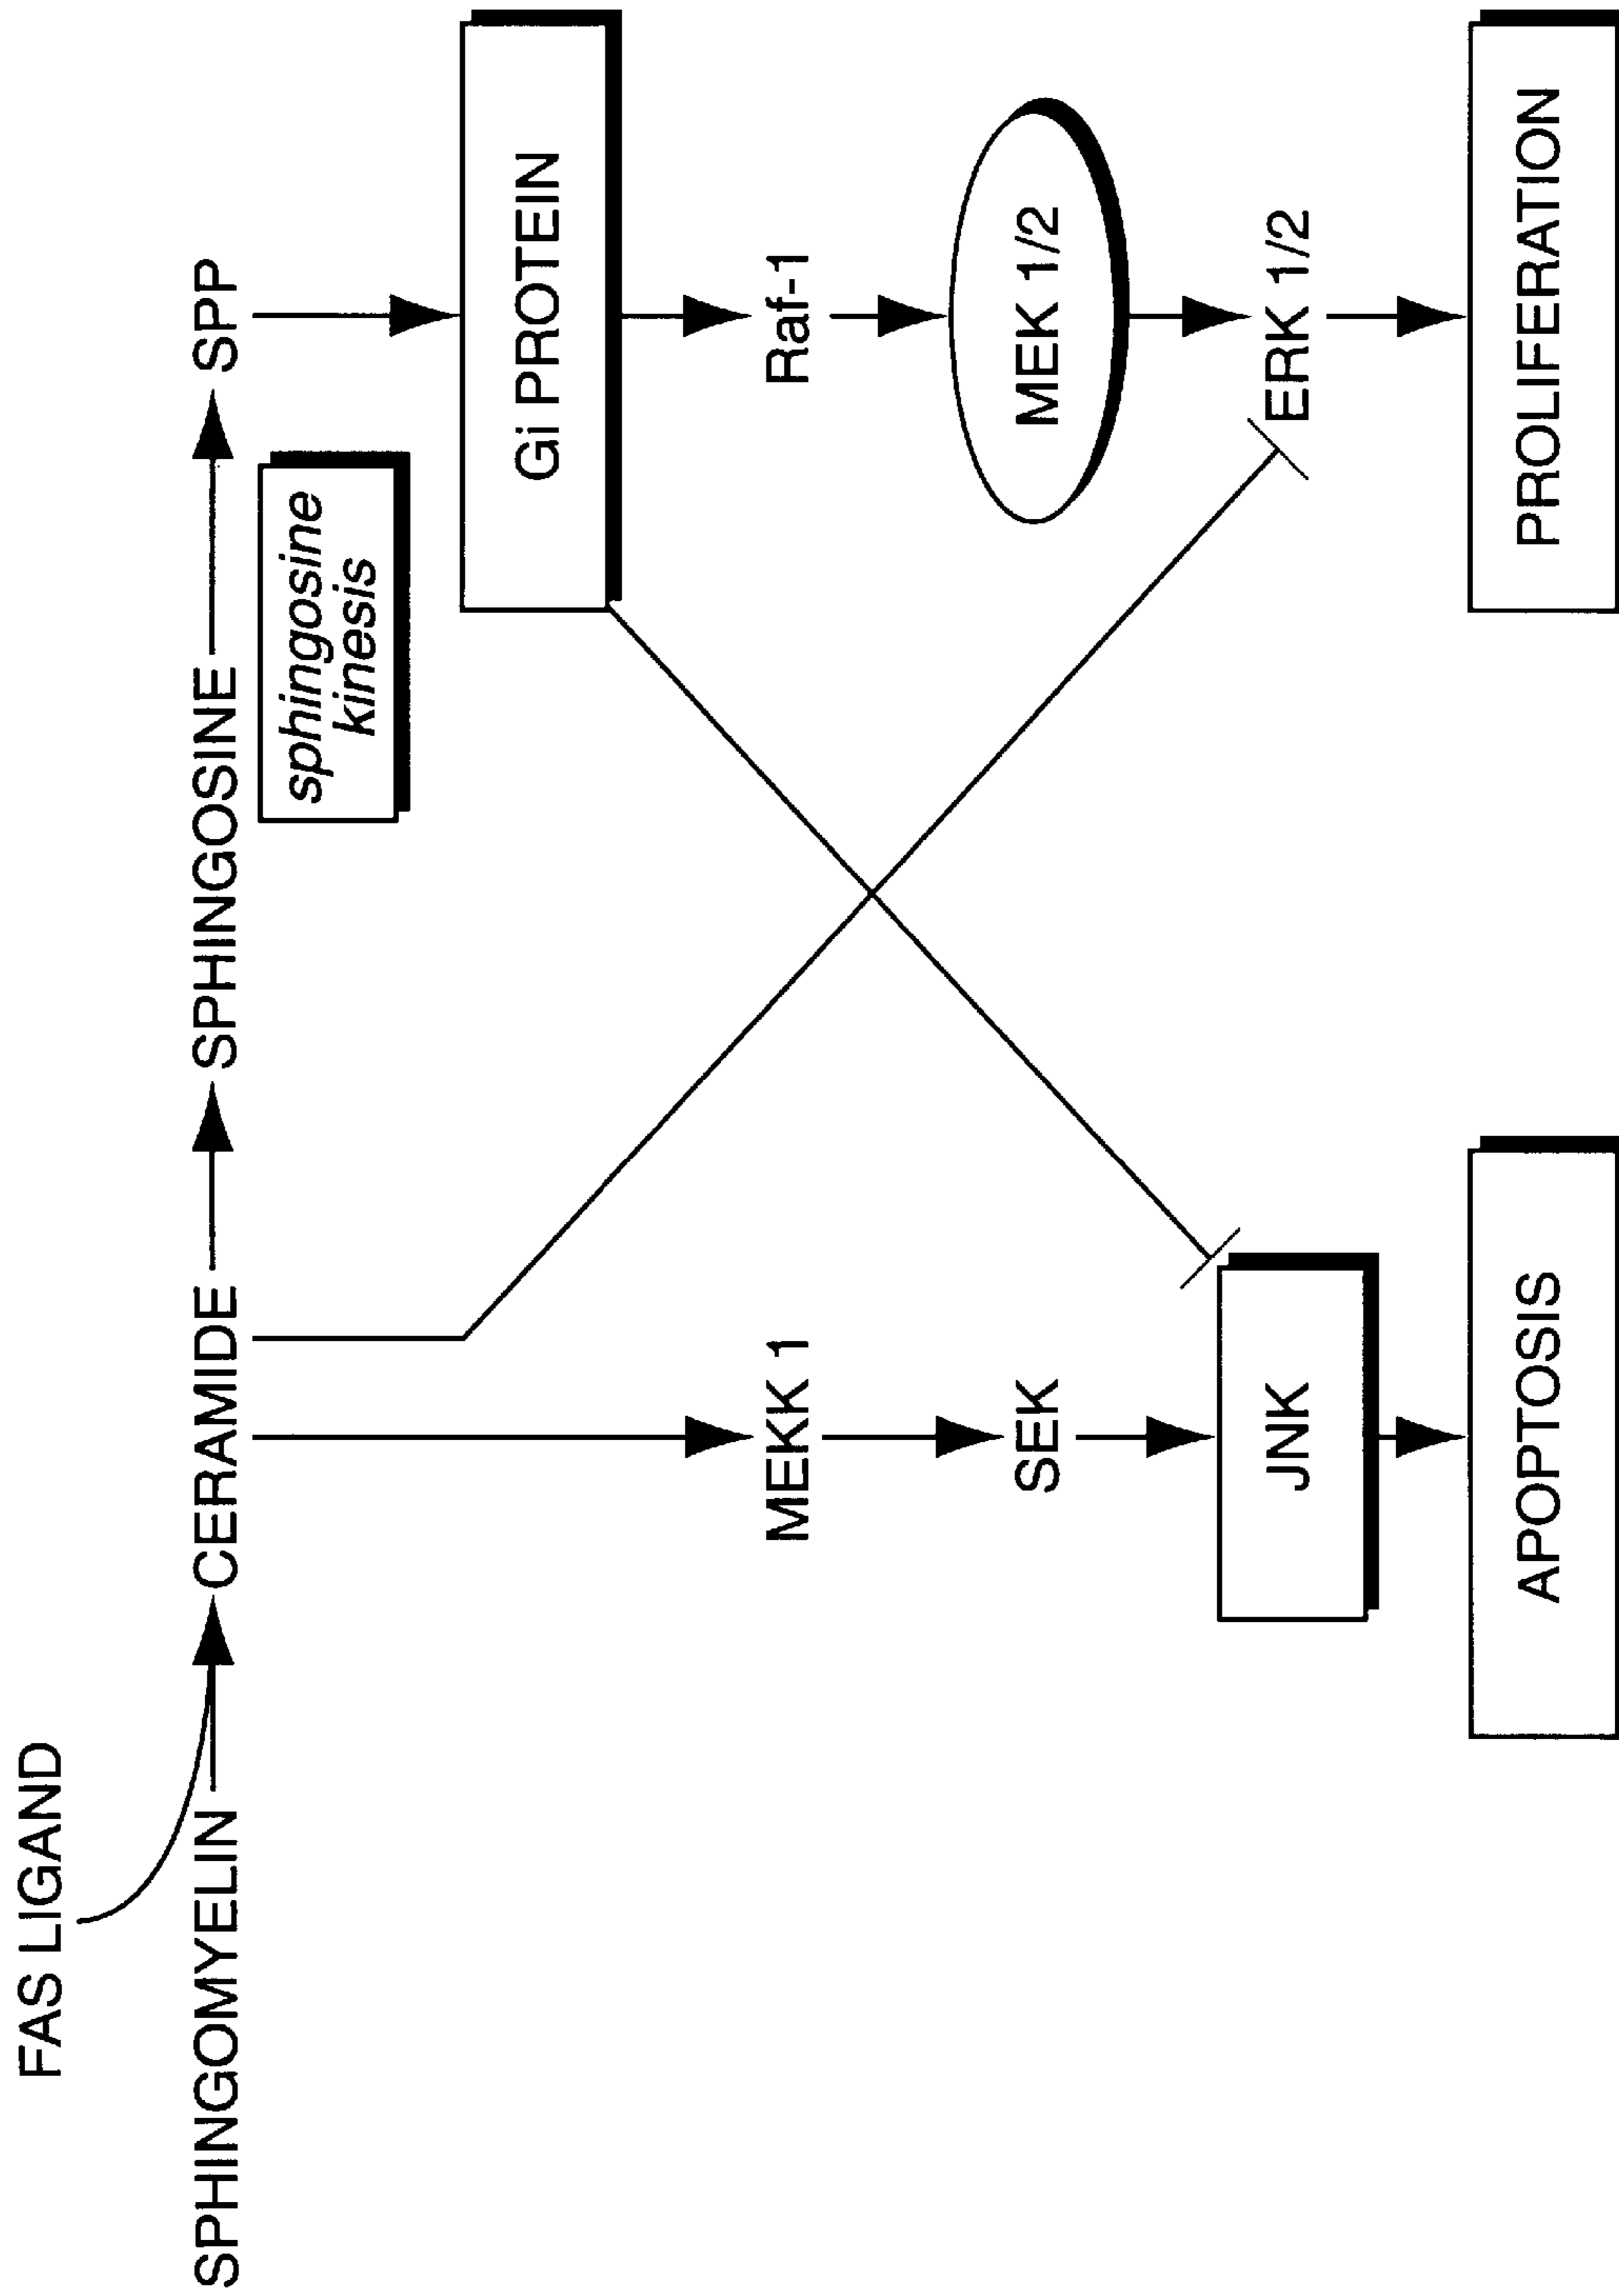 FAS LIGAND
SPHINGOMYELIN
CERAMIDE
SPHINGOSINE
SPP
sphingosine
kinesis
Gi PROTEIN
MEKK 1
Raf-1
SEK
MEK 1/2
JNK
ERK 1/2
APOPTOSIS
PROLIFERATION